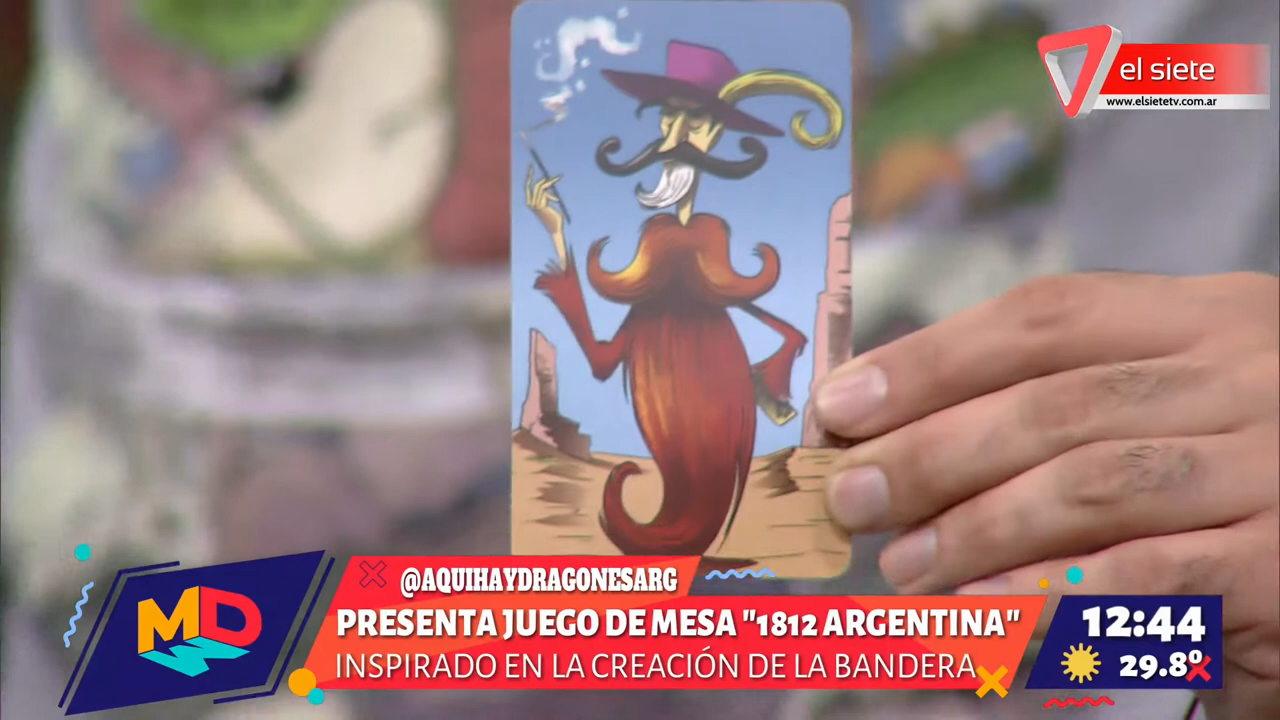 el siete
www.elsietetv.com.ar
@AQUIHAYDRAGONESARG
PRESENTA JUEGO DE MESA "1812 ARGENTINA"
INSPIRADO EN LA CREACIÓN DE LA BANDERA
MD
12:44
29.8º